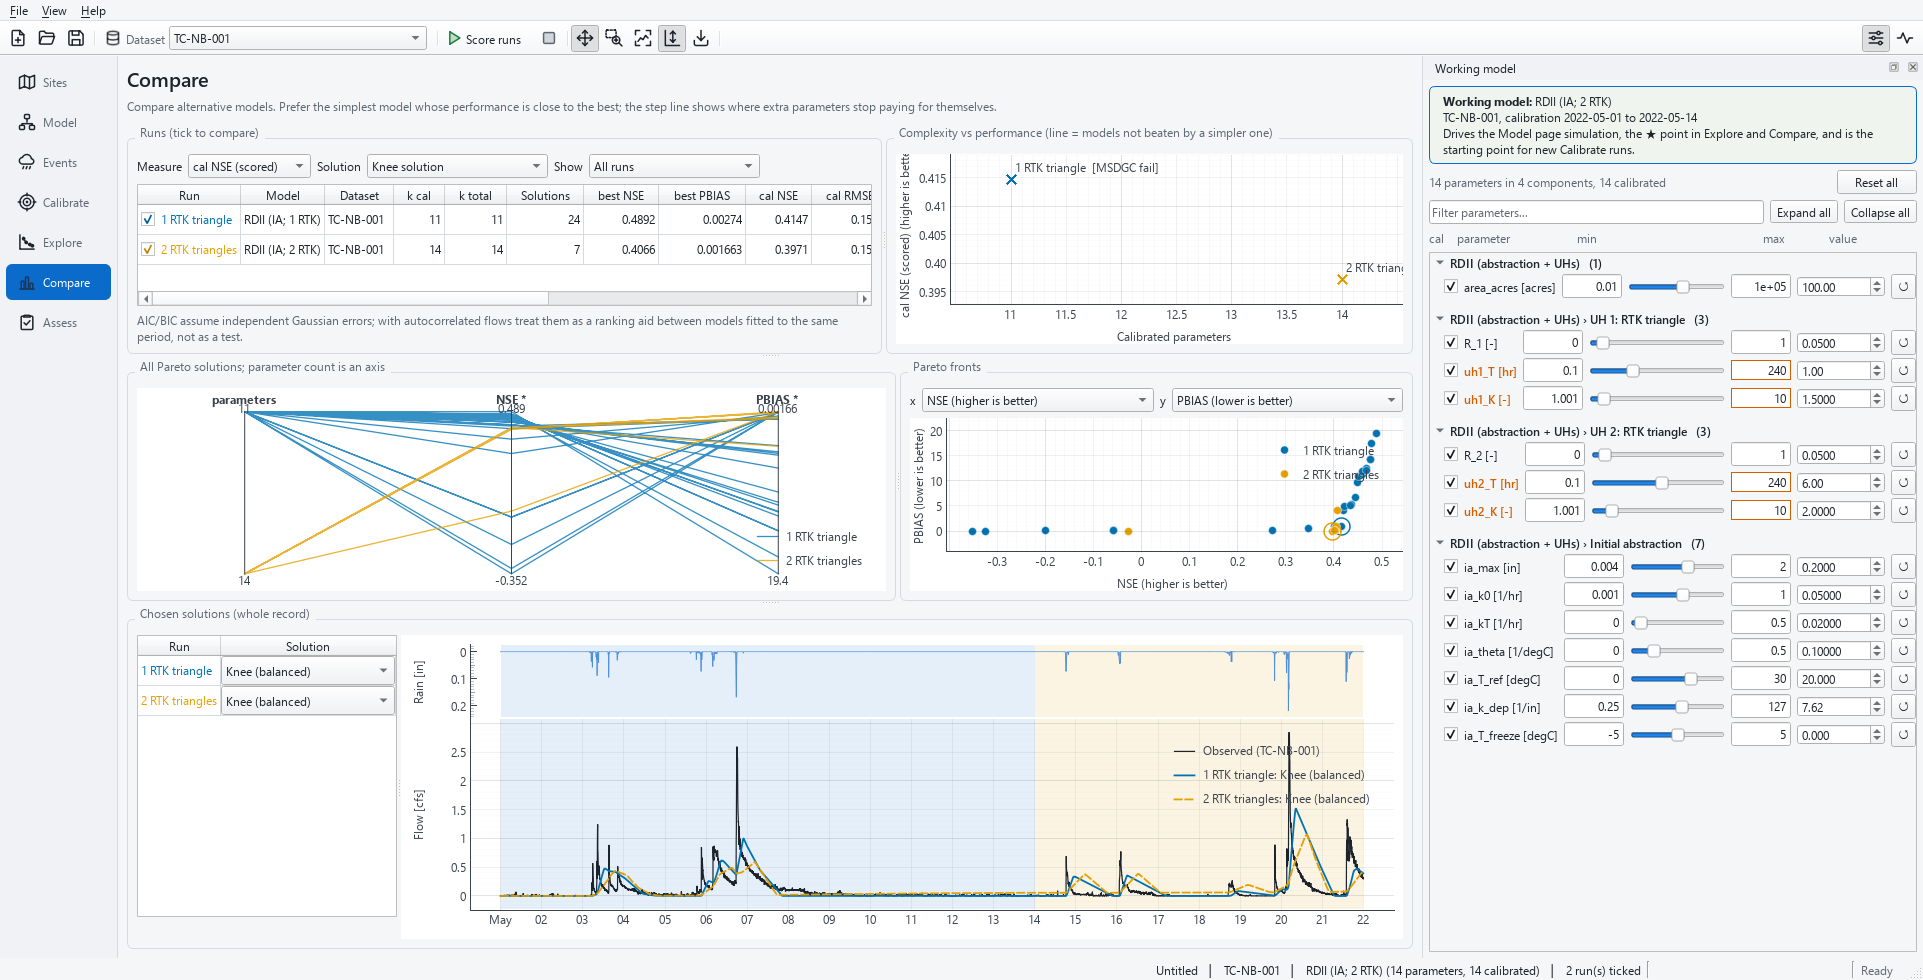 File View Help
Dataset TC-NB-001 Score runs
Sites
Model
Events
Calibrate
Explore
Compare
Assess
Compare
Compare alternative models. Prefer the simplest model whose performance is close to the best; the step line shows where extra parameters stop paying for themselves.
Runs (tick to compare)
Measure cal NSE (scored) Solution Knee solution Show All runs
Run Model Dataset k cal k total Solutions best NSE best PBIAS cal NSE cal RMSE
1 RTK triangle RDII (IA; 1 RTK) TC-NB-001 11 11 24 0.4892 0.00274 0.4147 0.15
2 RTK triangles RDII (IA; 2 RTK) TC-NB-001 14 14 7 0.4066 0.001663 0.3971 0.15
AIC/BIC assume independent Gaussian errors; with autocorrelated flows treat them as a ranking aid between models fitted to the same
period, not as a test.
Complexity vs performance (line = models not beaten by a simpler one)
cal NSE (scored) (higher is bette
0.415
0.41
0.405
0.40
0.395
1 RTK triangle [MSDGC fail]
2 RTK triang
11 11.5 12 12.5 13 13.5 14
Calibrated parameters
All Pareto solutions; parameter count is an axis
parameters NSE * PBIAS *
11 0.489 0.00166
1 RTK triangle
2 RTK triangles
14 -0.352 19.4
Pareto fronts
x NSE (higher is better) y PBIAS (lower is better)
PBIAS (lower is better)
20
15
10
5
0
1 RTK triangle
2 RTK triangles
-0.3 -0.2 -0.1 0 0.1 0.2 0.3 0.4 0.5
NSE (higher is better)
Chosen solutions (whole record)
Run Solution
1 RTK triangle Knee (balanced)
2 RTK triangles Knee (balanced)
Rain [in]
0
0.1
0.2
Flow [cfs]
2.5
2
1.5
1
0.5
0
Observed (TC-NB-001)
1 RTK triangle: Knee (balanced)
2 RTK triangles: Knee (balanced)
May 02 03 04 05 06 07 08 09 10 11 12 13 14 15 16 17 18 19 20 21 22
Working model
Working model: RDII (IA; 2 RTK)
TC-NB-001, calibration 2022-05-01 to 2022-05-14
Drives the Model page simulation, the ★ point in Explore and Compare, and is the
starting point for new Calibrate runs.
14 parameters in 4 components, 14 calibrated Reset all
Filter parameters... Expand all Collapse all
cal parameter min max value
RDII (abstraction + UHs) (1)
area_acres [acres] 0.01 1e+05 100.00
RDII (abstraction + UHs) › UH 1: RTK triangle (3)
R_1 [-] 0 1 0.0500
uh1_T [hr] 0.1 240 1.00
uh1_K [-] 1.001 10 1.5000
RDII (abstraction + UHs) › UH 2: RTK triangle (3)
R_2 [-] 0 1 0.0500
uh2_T [hr] 0.1 240 6.00
uh2_K [-] 1.001 10 2.0000
RDII (abstraction + UHs) › Initial abstraction (7)
ia_max [in] 0.004 2 0.2000
ia_k0 [1/hr] 0.001 1 0.05000
ia_kT [1/hr] 0 0.5 0.02000
ia_theta [1/degC] 0 0.5 0.10000
ia_T_ref [degC] 0 30 20.000
ia_k_dep [1/in] 0.25 127 7.62
ia_T_freeze [degC] -5 5 0.000
Untitled | TC-NB-001 | RDII (IA; 2 RTK) (14 parameters, 14 calibrated) | 2 run(s) ticked Ready